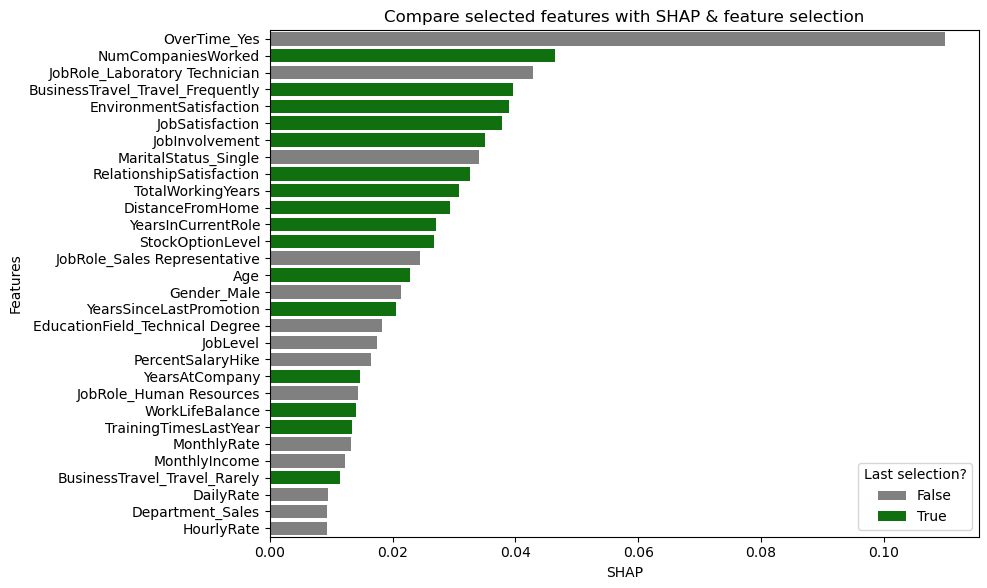 Compare selected features with SHAP & feature selection
Features
OverTime_Yes
NumCompaniesWorked
JobRole_Laboratory Technician
BusinessTravel_Travel_Frequently
EnvironmentSatisfaction
JobSatisfaction
JobInvolvement
MaritalStatus_Single
RelationshipSatisfaction
TotalWorkingYears
DistanceFromHome
YearsInCurrentRole
StockOptionLevel
JobRole_Sales Representative
Age
Gender_Male
YearsSinceLastPromotion
EducationField_Technical Degree
JobLevel
PercentSalaryHike
YearsAtCompany
JobRole_Human Resources
WorkLifeBalance
TrainingTimesLastYear
MonthlyRate
MonthlyIncome
BusinessTravel_Travel_Rarely
DailyRate
Department_Sales
HourlyRate
Last selection?
False
True
0.00 0.02 0.04 0.06 0.08 0.10
SHAP